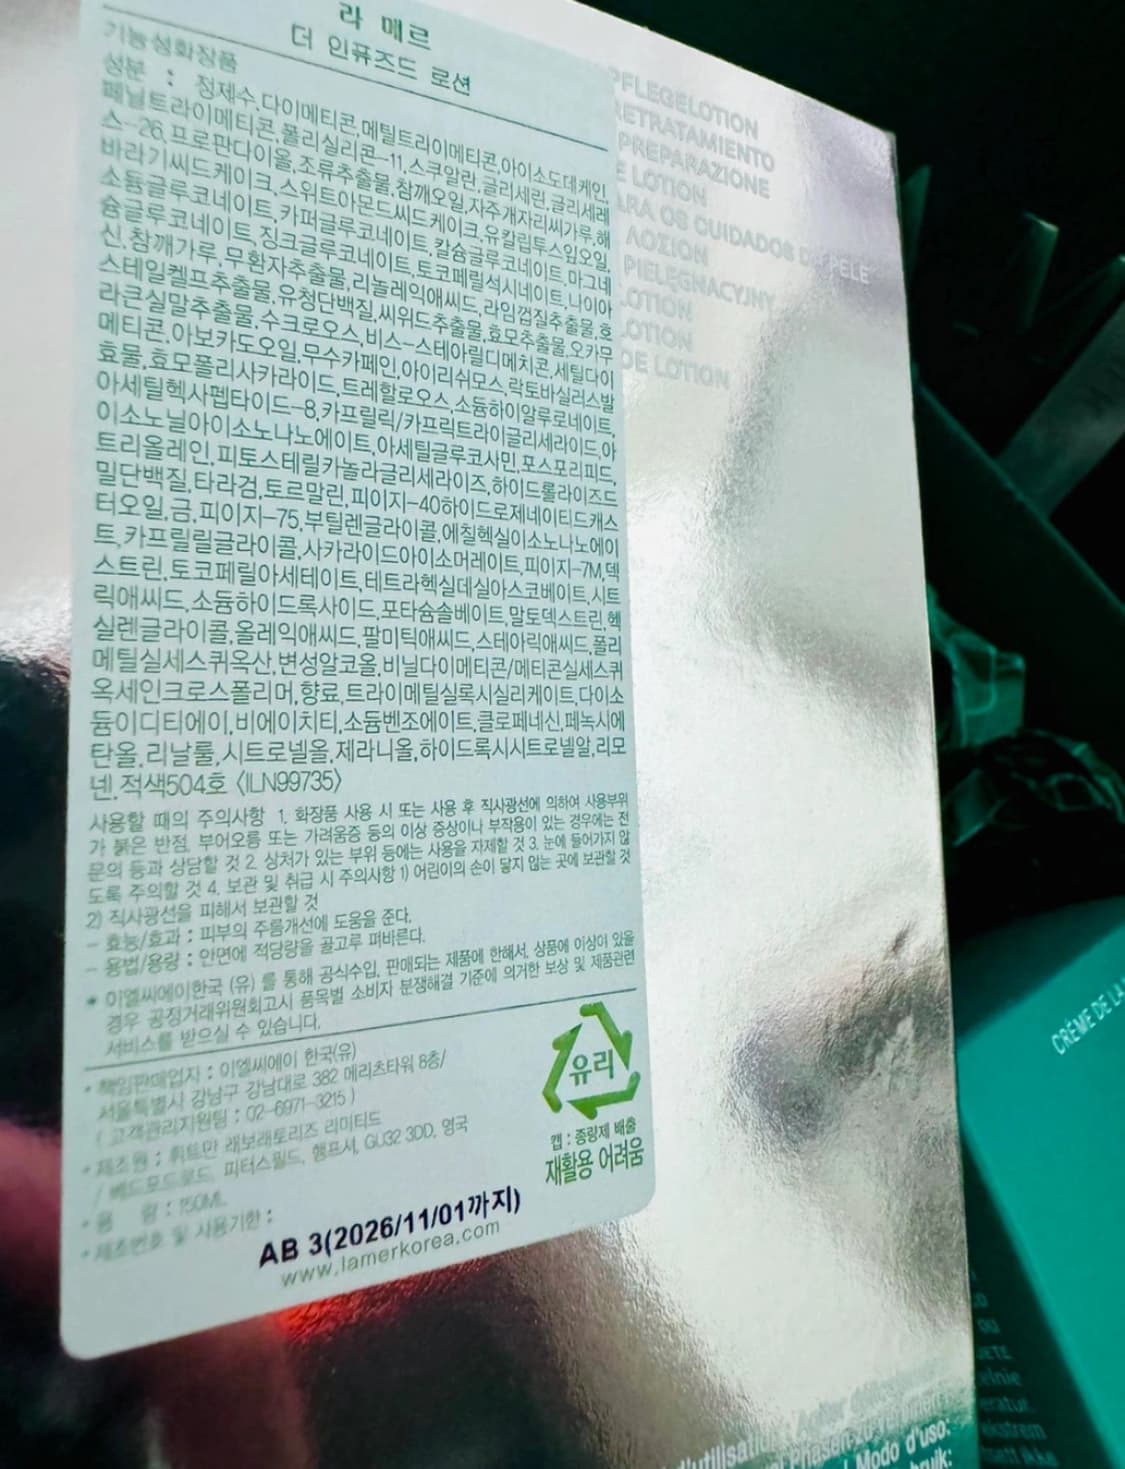 라 메르
더 인퓨즈드 로션
기능성화장품
성분 : 정제수,다이메티콘,메틸트라이메티콘,아이소도데케인,
페닐트라이메티콘,폴리실리콘-11,스쿠알란,글리세린,글리세레
스-26,프로판다이올,조류추출물,참깨오일,자주개자리씨가루,해
바라기씨드케이크,스위트아몬드씨드케이크,유칼립투스잎오일,
소듐글루코네이트,카퍼글루코네이트,칼슘글루코네이트,마그네
슘글루코네이트,징크글루코네이트,토코페릴석시네이트,나이아
신,참깨가루,무환자추출물,리놀레익애씨드,라임껍질추출물,호
스테일켈프추출물,유청단백질,씨위드추출물,효모추출물,오카무
라큰실말추출물,수크로오스,비스-스테아릴디메치콘,세틸다이
메티콘,아보카도오일,무수카페인,아이리쉬모스,락토바실러스발
효물,효모폴리사카라이드,트레할로오스,소듐하이알루로네이트,
아세틸헥사펩타이드-8,카프릴릭/카프릭트라이글리세라이드,아
이소노닐아이소노나노에이트,아세틸글루코사민,포스포리피드,
트리올레인,피토스테릴카놀라글리세라이즈,하이드롤라이즈드
밀단백질,타라검,토르말린,피이지-40하이드로제네이티드캐스
터오일,금,피이지-75,부틸렌글라이콜,에칠헥실이소노나노에이
트,카프릴릴글라이콜,사카라이드아이소머레이트,피이지-7M,덱
스트린,토코페릴아세테이트,테트라헥실데실아스코베이트,시트
릭애씨드,소듐하이드록사이드,포타슘솔베이트,말토덱스트린,헥
실렌글라이콜,올레익애씨드,팔미틱애씨드,스테아릭애씨드,폴리
메틸실세스퀴옥산,변성알코올,비닐다이메티콘/메티콘실세스퀴
옥세인크로스폴리머,향료,트라이메틸실록시실리케이트,다이소
듐이디티에이,비에이치티,소듐벤조에이트,클로페네신,페녹시에
탄올,리날룰,시트로넬올,제라니올,하이드록시시트로넬알,리모
넨,적색504호 〈ILN99735〉
사용할 때의 주의사항 1. 화장품 사용 시 또는 사용 후 직사광선에 의하여 사용부위
가 붉은 반점, 부어오름 또는 가려움증 등의 이상 증상이나 부작용이 있는 경우에는 전
문의 등과 상담할 것 2. 상처가 있는 부위 등에는 사용을 자제할 것 3. 눈에 들어가지 않
도록 주의할 것 4. 보관 및 취급 시 주의사항 1) 어린이의 손이 닿지 않는 곳에 보관할 것
2) 직사광선을 피해서 보관할 것
- 효능/효과 : 피부의 주름개선에 도움을 준다.
- 용법/용량 : 안면에 적당량을 골고루 펴바른다.
* 이엘씨에이한국 (유) 를 통해 공식수입, 판매되는 제품에 한해서, 상품에 이상이 있을
경우 공정거래위원회고시 품목별 소비자 분쟁해결 기준에 의거한 보상 및 제품관련
서비스를 받으실 수 있습니다.
• 책임판매업자 : 이엘씨에이 한국(유)
서울특별시 강남구 강남대로 382 메리츠타워 8층/
( 고객관리지원팀 : 02-6971-3215 )
• 제조원 : 휘트만 래보래토리즈 리미티드
/ 베드포드로드, 피터스필드, 햄프셔, GU32 3DD, 영국
• 용 량 : 150ML
• 제조번호 및 사용기한 :
AB 3(2026/11/01까지)
www.lamerkorea.com
유리
캡 : 종량제 배출
재활용 어려움
PFLEGELOTION
RETRATAMIENTO
PREPARAZIONE
E LOTION
ARA OS CUIDADOS DA PELE
ΛΟΣΙΟΝ
PIELĘGNACYJNY
LOTION
LOTION
DE LOTION
CRÈME DE LA
d'utilisation
Modo d'uso:
bruik: